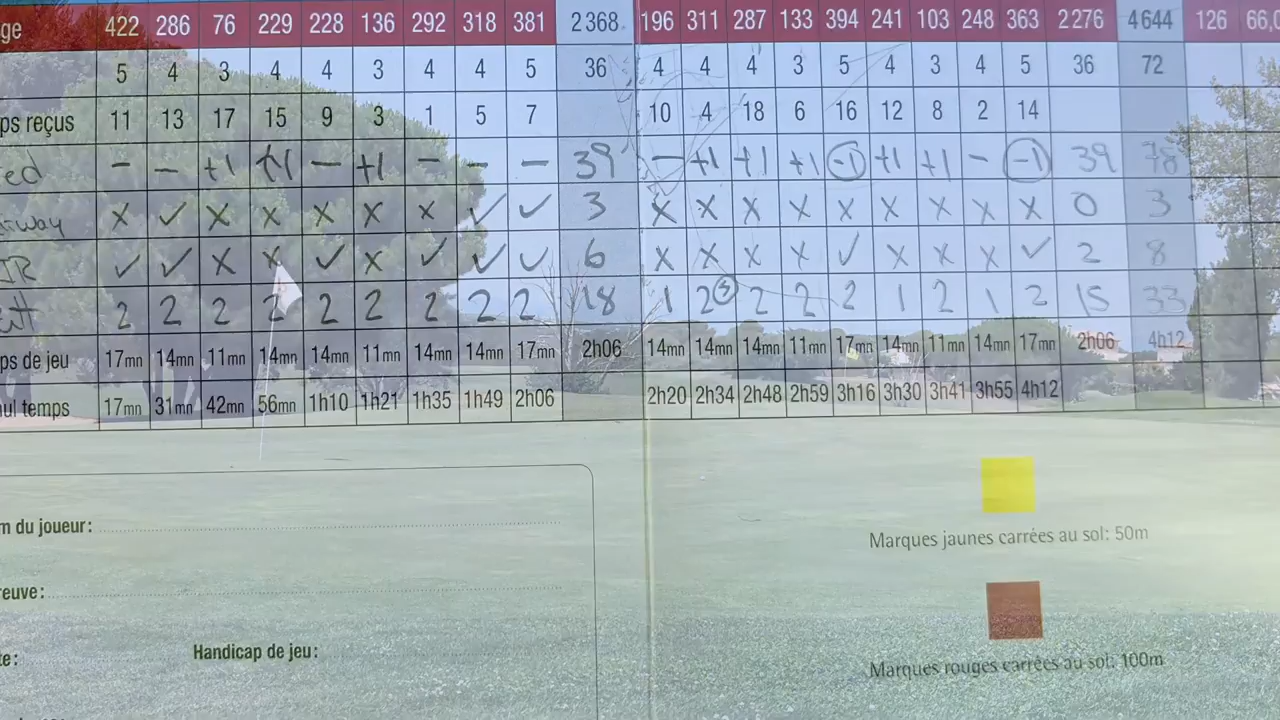 ge 422 286 76 229 228 136 292 318 381 2368 196 311 287 133 394 241 103 248 363 2276 4644 126 66,
5 4 3 4 4 3 4 4 5 36 4 4 4 3 5 4 3 4 5 36 72
ps reçus 11 13 17 15 9 3 1 5 7 10 4 18 6 16 12 8 2 14
ed – – +1 +1 – +1 – – – 39 – +1 +1 +1 -1 +1 +1 – -1 39 78
rway x ✓ x x x x x ✓ ✓ 3 x x x x x x x x x 0 3
IR ✓ ✓ x x ✓ x ✓ ✓ ✓ 6 x x x x ✓ x x x ✓ 2 8
tt 2 2 2 2 2 2 2 2 2 18 1 2 2 2 2 1 2 1 2 15 33
ps de jeu 17mn 14mn 11mn 14mn 14mn 11mn 14mn 14mn 17mn 2h06 14mn 14mn 14mn 11mn 17mn 14mn 11mn 14mn 17mn 2h06 4h12
ul temps 17mn 31mn 42mn 56mn 1h10 1h21 1h35 1h49 2h06 2h20 2h34 2h48 2h59 3h16 3h30 3h41 3h55 4h12
m du joueur:
reuve:
te: Handicap de jeu:
Marques jaunes carrées au sol: 50m
Marques rouges carrées au sol: 100m